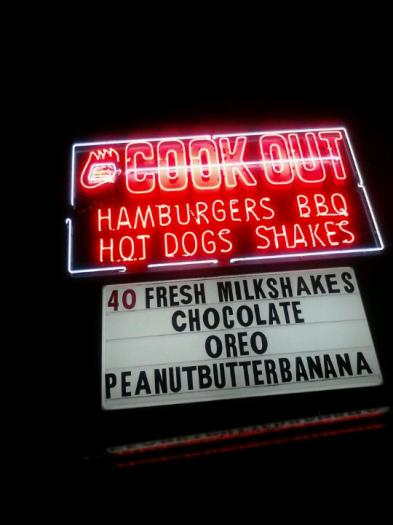 COOK OUT
HAMBURGERS BBQ
HOT DOGS SHAKES
40 FRESH MILKSHAKES
CHOCOLATE
OREO
PEANUTBUTTERBANANA